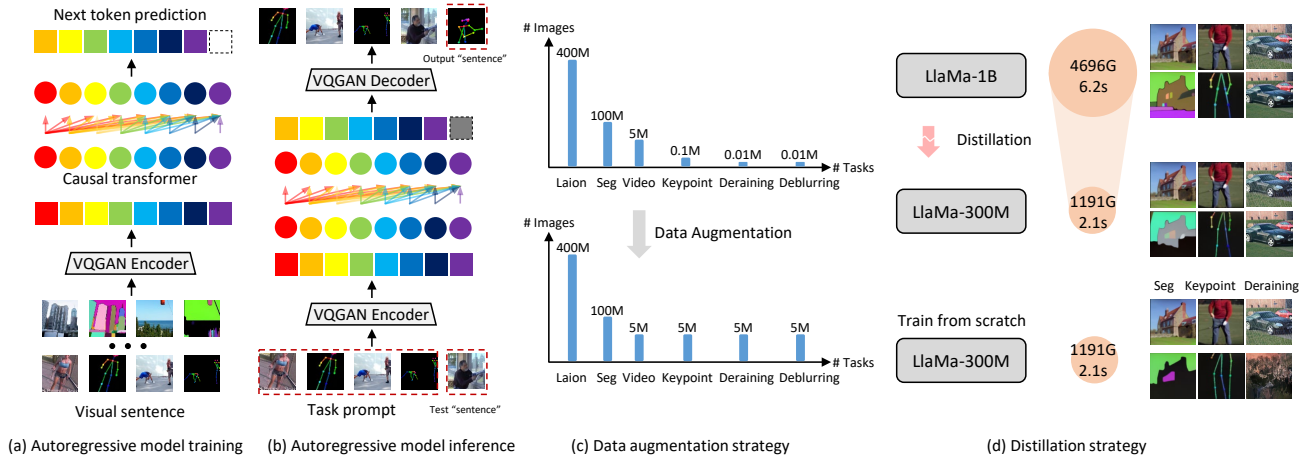 Next token prediction
Causal transformer
VQGAN Encoder
Visual sentence
(a) Autoregressive model training
Output “sentence”
VQGAN Decoder
VQGAN Encoder
Task prompt
Test “sentence”
(b) Autoregressive model inference
# Images
400M
100M
5M
0.1M
0.01M
0.01M
# Tasks
Laion Seg Video Keypoint Deraining Deblurring
Data Augmentation
# Images
400M
100M
5M
5M
5M
5M
# Tasks
Laion Seg Video Keypoint Deraining Deblurring
(c) Data augmentation strategy
LlaMa-1B
4696G
6.2s
Distillation
LlaMa-300M
1191G
2.1s
Seg Keypoint Deraining
Train from scratch
LlaMa-300M
1191G
2.1s
(d) Distillation strategy